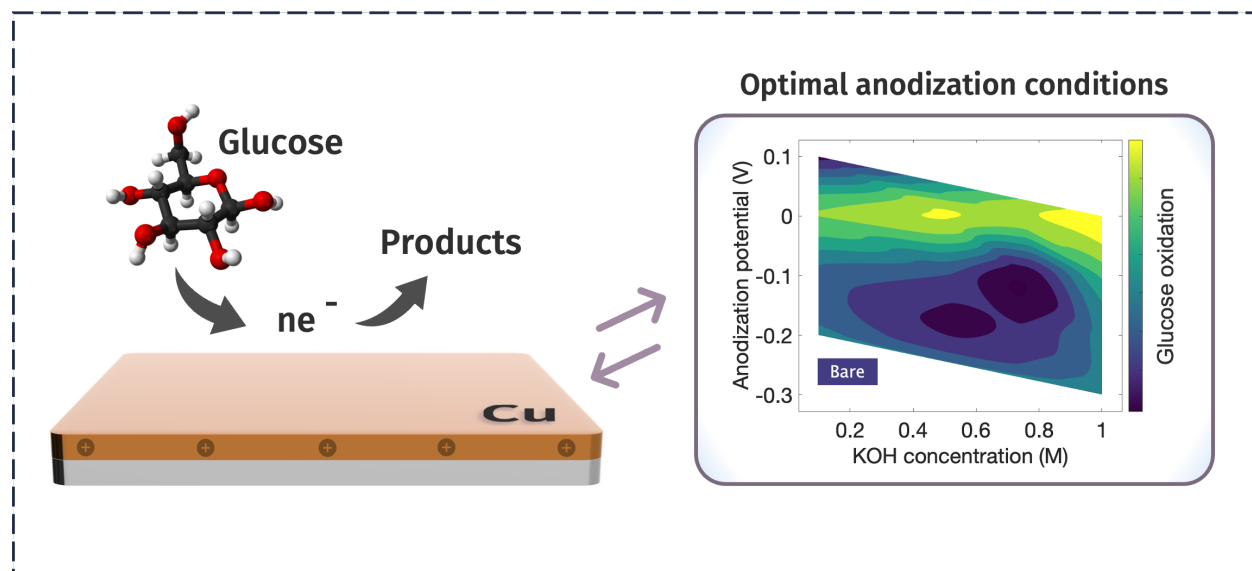 Optimal anodization conditions
Glucose
Products
ne -
Cu
+ + + + +
Anodization potential (V)
0.1
0
-0.1
-0.2
-0.3
Bare
0.2 0.4 0.6 0.8 1
KOH concentration (M)
Glucose oxidation